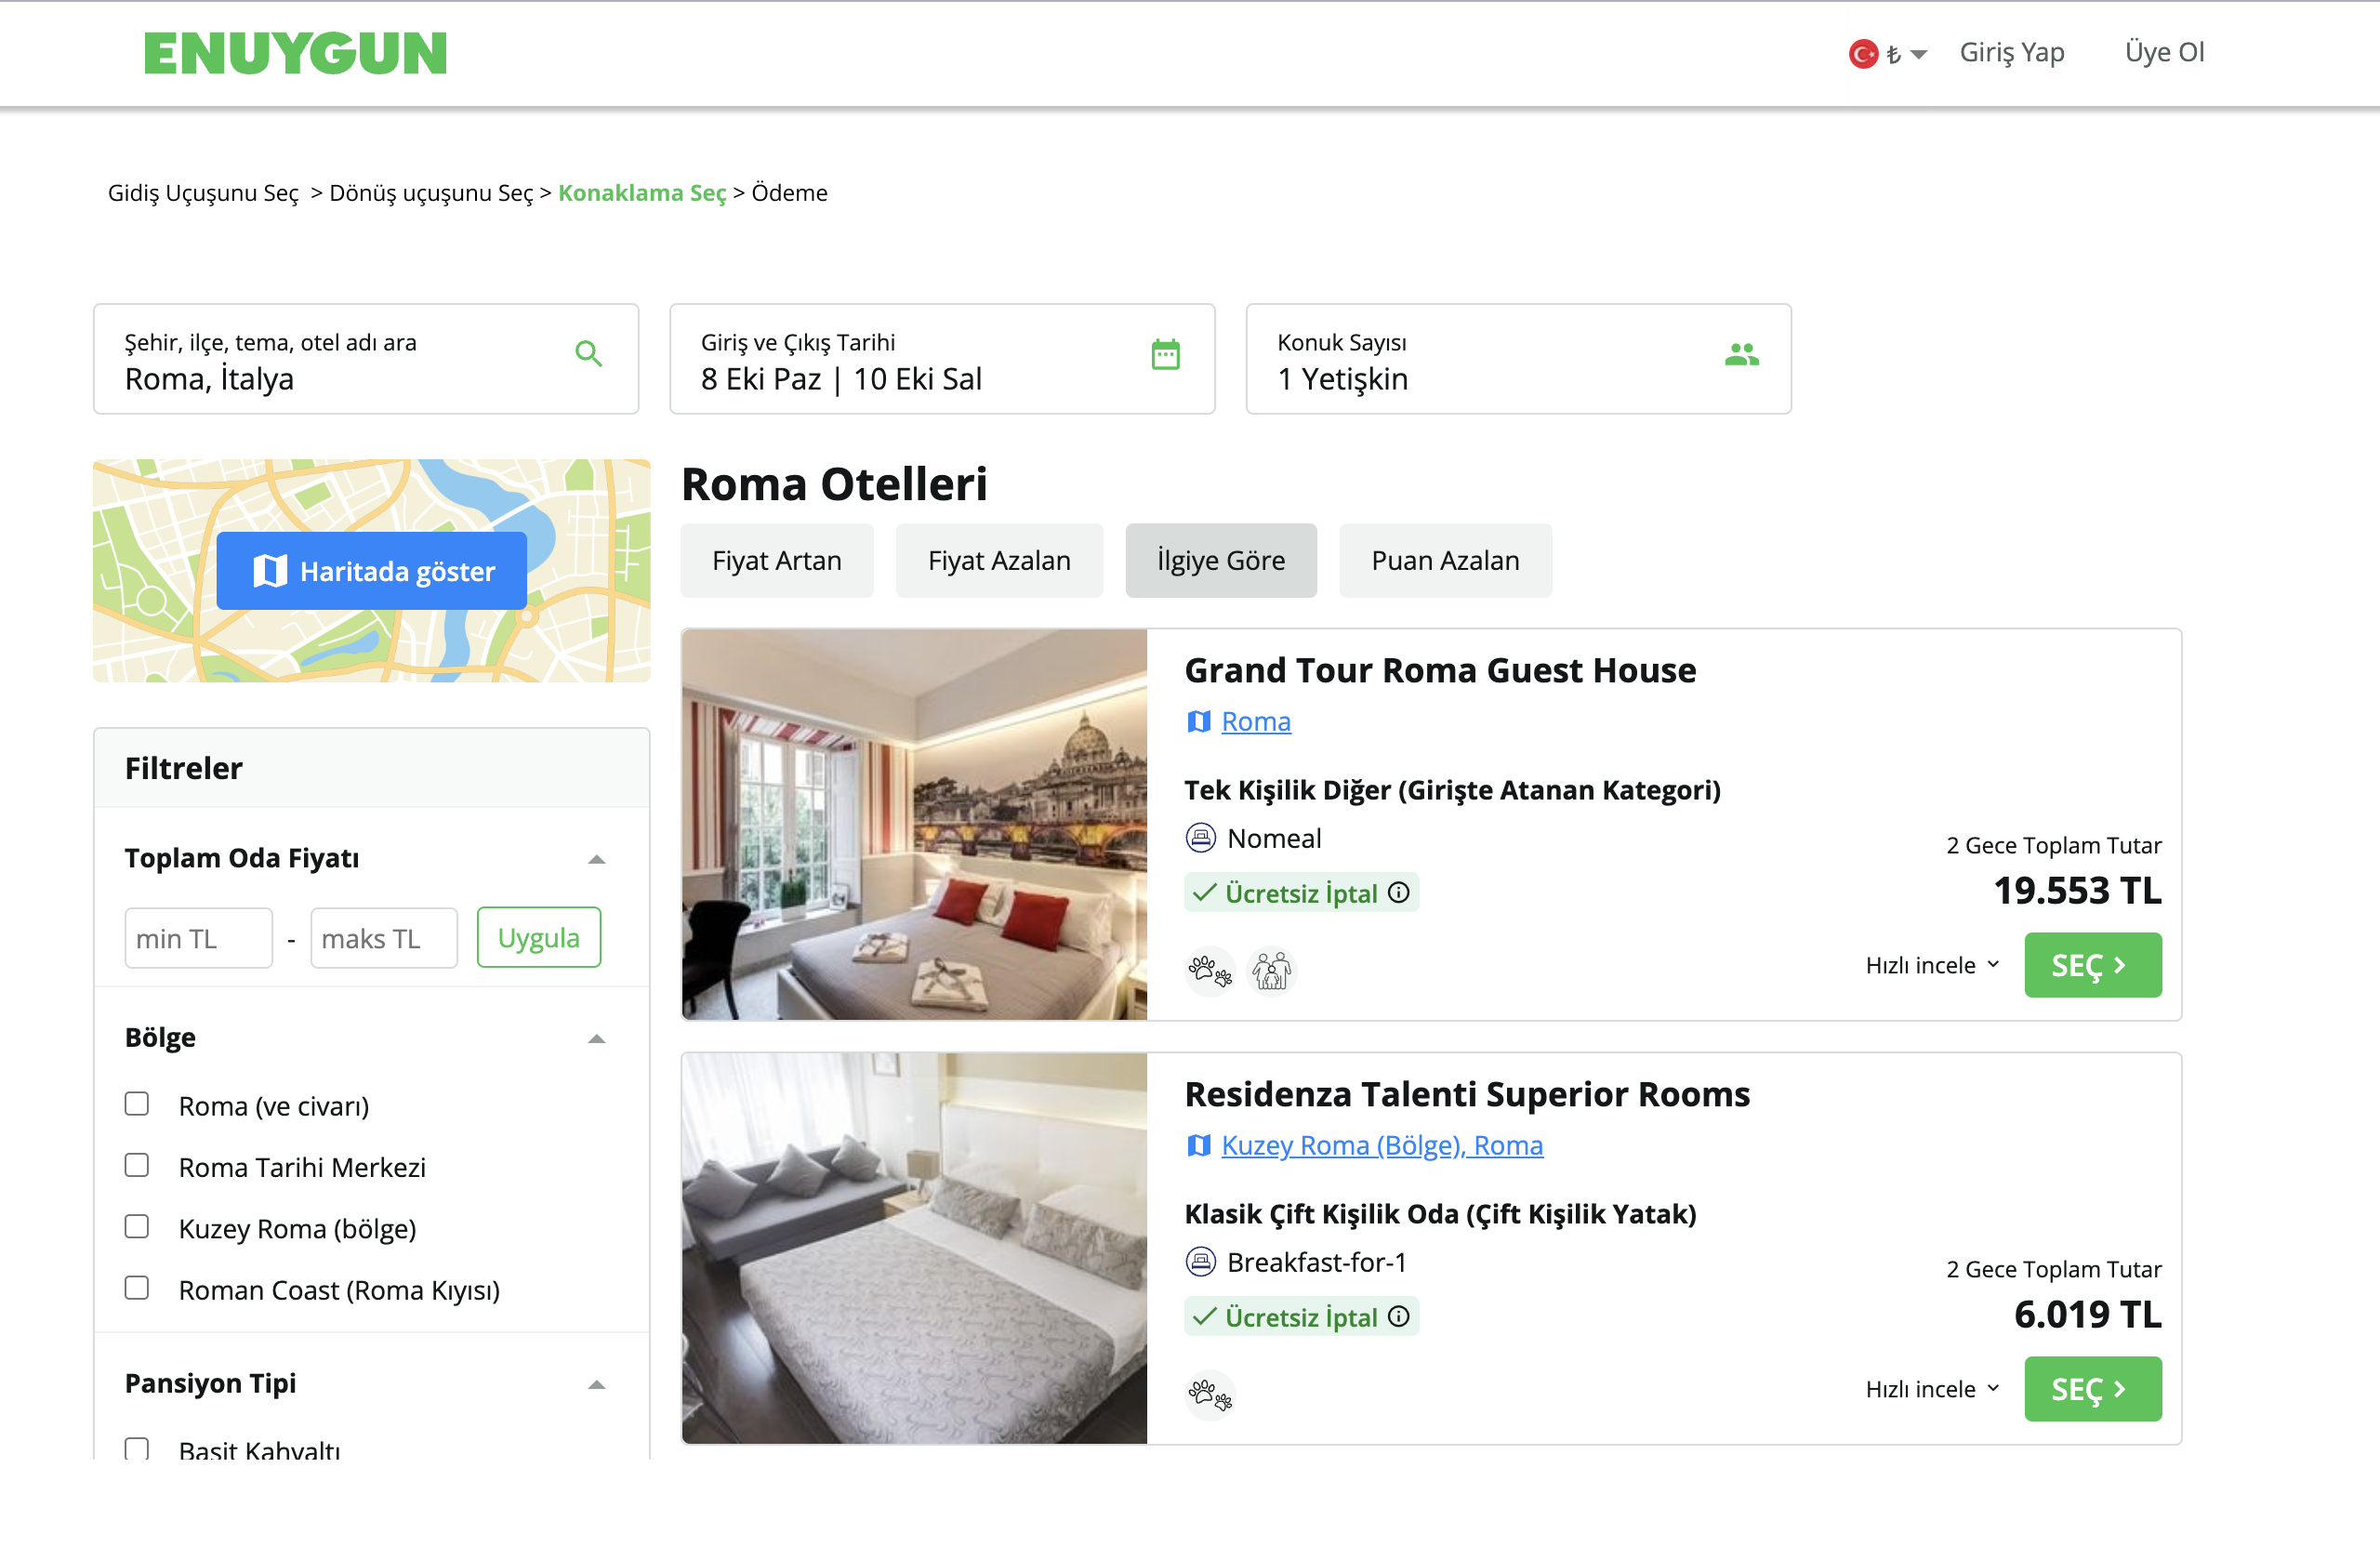 ENUYGUN
₺
Giriş Yap
Üye Ol
Gidiş Uçuşunu Seç > Dönüş uçuşunu Seç > Konaklama Seç > Ödeme
Şehir, ilçe, tema, otel adı ara
Roma, İtalya
Giriş ve Çıkış Tarihi
8 Eki Paz | 10 Eki Sal
Konuk Sayısı
1 Yetişkin
Haritada göster
Roma Otelleri
Fiyat Artan
Fiyat Azalan
İlgiye Göre
Puan Azalan
Filtreler
Toplam Oda Fiyatı
min TL - maks TL Uygula
Bölge
Roma (ve civarı)
Roma Tarihi Merkezi
Kuzey Roma (bölge)
Roman Coast (Roma Kıyısı)
Pansiyon Tipi
Basit Kahvaltı
Grand Tour Roma Guest House
Roma
Tek Kişilik Diğer (Girişte Atanan Kategori)
Nomeal
Ücretsiz İptal
2 Gece Toplam Tutar
19.553 TL
Hızlı incele
SEÇ
Residenza Talenti Superior Rooms
Kuzey Roma (Bölge), Roma
Klasik Çift Kişilik Oda (Çift Kişilik Yatak)
Breakfast-for-1
Ücretsiz İptal
2 Gece Toplam Tutar
6.019 TL
Hızlı incele
SEÇ